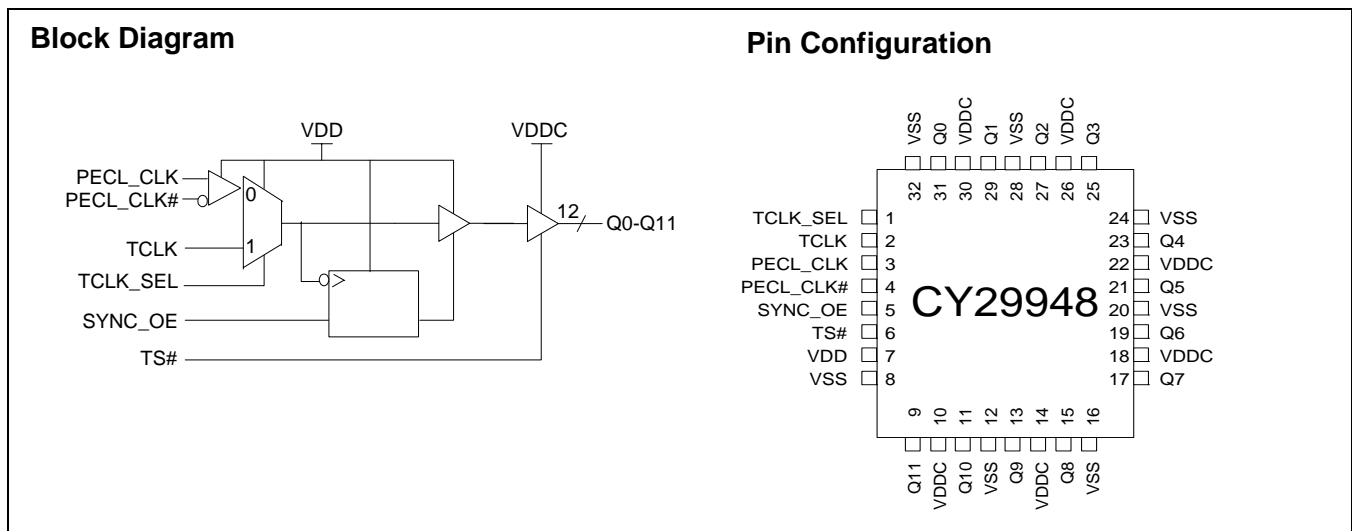 Block Diagram
VDD
VDDC
PECL_CLK
PECL_CLK#
0
12
Q0-Q11
TCLK
1
TCLK_SEL
>
SYNC_OE
TS#
Pin Configuration
VSS
Q0
VDDC
Q1
VSS
Q2
VDDC
Q3
32
31
30
29
28
27
26
25
TCLK_SEL 1
TCLK 2
PECL_CLK 3
PECL_CLK# 4
SYNC_OE 5
TS# 6
VDD 7
VSS 8
CY29948
24 VSS
23 Q4
22 VDDC
21 Q5
20 VSS
19 Q6
18 VDDC
17 Q7
9
10
11
12
13
14
15
16
Q11
VDDC
Q10
VSS
Q9
VDDC
Q8
VSS